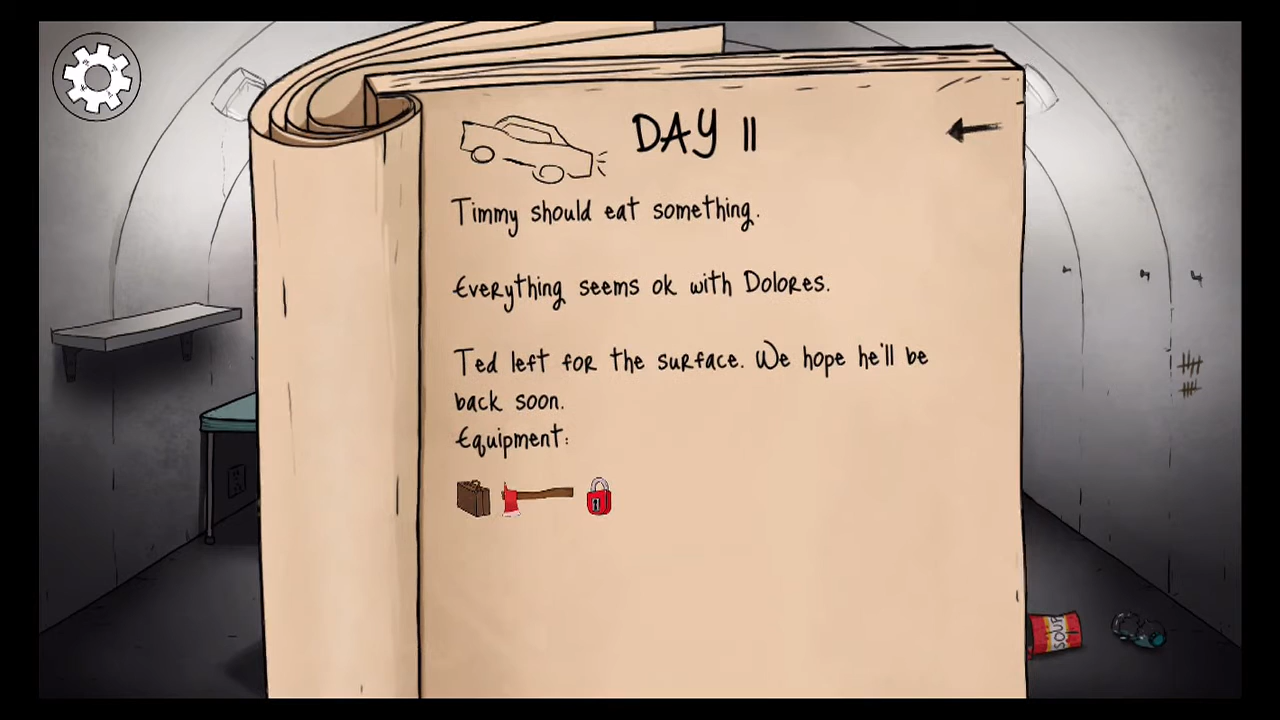 DAY 11
Timmy should eat something.
Everything seems ok with Dolores.
Ted left for the surface. We hope he'll be
back soon.
Equipment:
SOUP